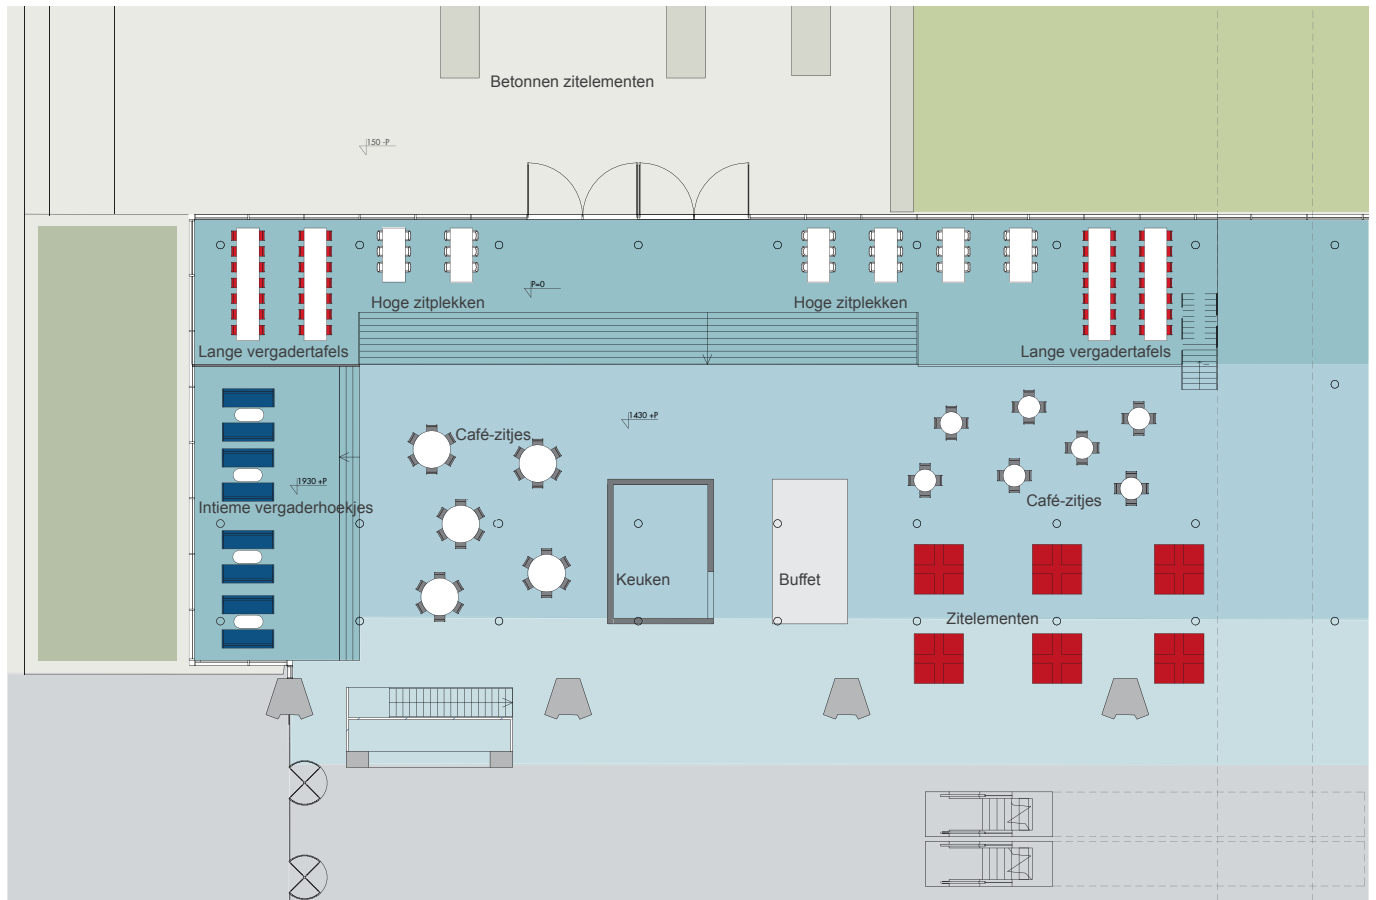 Betonnen zitelementen
150 -P
P=0
Hoge zitplekken
Hoge zitplekken
Lange vergadertafels
Lange vergadertafels
1430 +P
Café-zitjes
1930 +P
Café-zitjes
Intieme vergaderhoekjes
Keuken
Buffet
Zitelementen